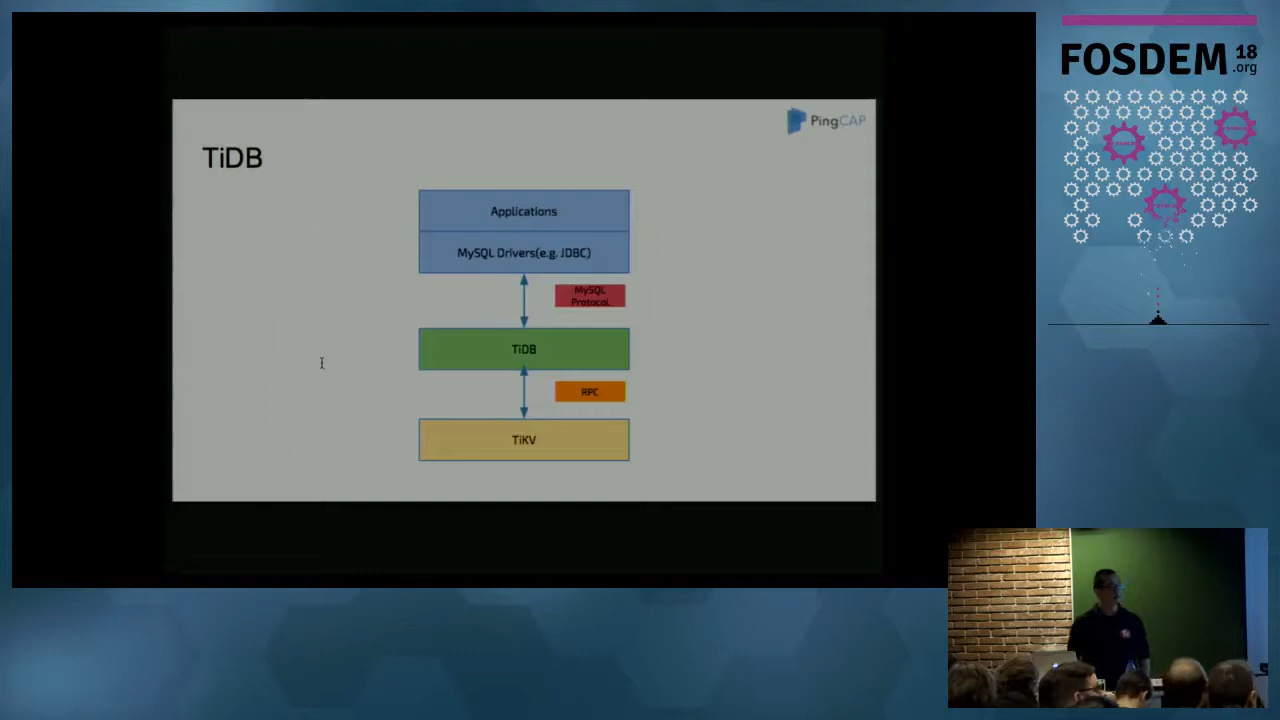 FOSDEM 18
.org
PingCAP
TiDB
Applications
MySQL Drivers(e.g. JDBC)
MySQL
Protocol
TiDB
RPC
TiKV